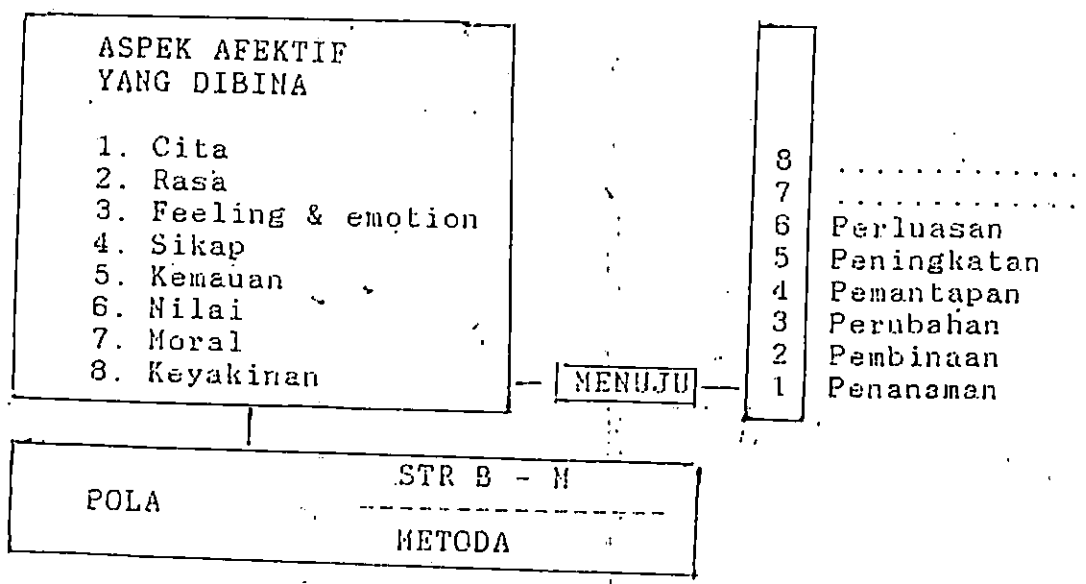 ASPEK AFEKTIF
YANG DIBINA
1. Cita
2. Rasa
3. Feeling & emotion
4. Sikap
5. Kemauan
6. Nilai
7. Moral
8. Keyakinan
MENUJU
8 . . . . . . . . . . . . .
7 . . . . . . . . . . . . .
6 Perluasan
5 Peningkatan
4 Pemantapan
3 Perubahan
2 Pembinaan
1 Penanaman
POLA
STR B - M
METODA